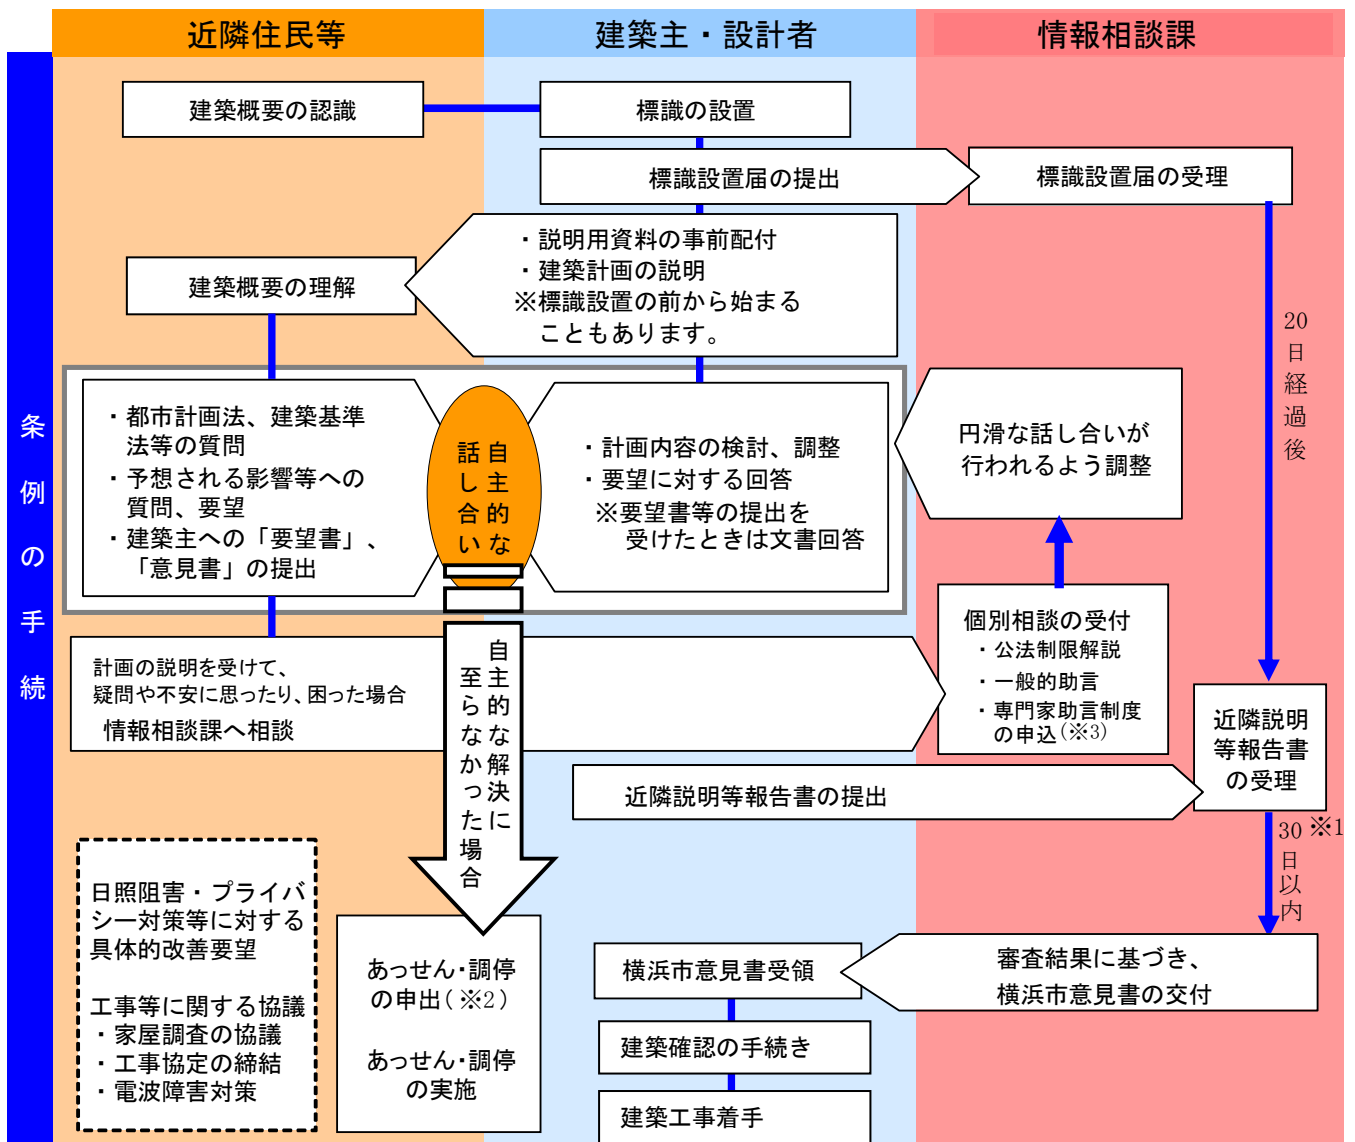 近隣住民等
建築主・設計者
情報相談課
条例の手続
建築概要の認識
標識の設置
標識設置届の提出
標識設置届の受理
・説明用資料の事前配付
・建築計画の説明
※標識設置の前から始まる
こともあります。
建築概要の理解
20日経過後
・都市計画法、建築基準
法等の質問
・予想される影響等への
質問、要望
・建築主への「要望書」、
「意見書」の提出
自主的な
話し合い
・計画内容の検討、調整
・要望に対する回答
※要望書等の提出を
受けたときは文書回答
円滑な話し合いが
行われるよう調整
個別相談の受付
・公法制限解説
・一般的助言
・専門家助言制度
の申込(※3)
計画の説明を受けて、
疑問や不安に思ったり、困った場合
情報相談課へ相談
自主的な解決に
至らなかった場合
近隣説明
等報告書
の受理
近隣説明等報告書の提出
30日以内
※1
日照阻害・プライバ
シー対策等に対する
具体的改善要望
工事等に関する協議
・家屋調査の協議
・工事協定の締結
・電波障害対策
あっせん・調停
の申出(※2)
あっせん・調停
の実施
横浜市意見書受領
審査結果に基づき、
横浜市意見書の交付
建築確認の手続き
建築工事着手